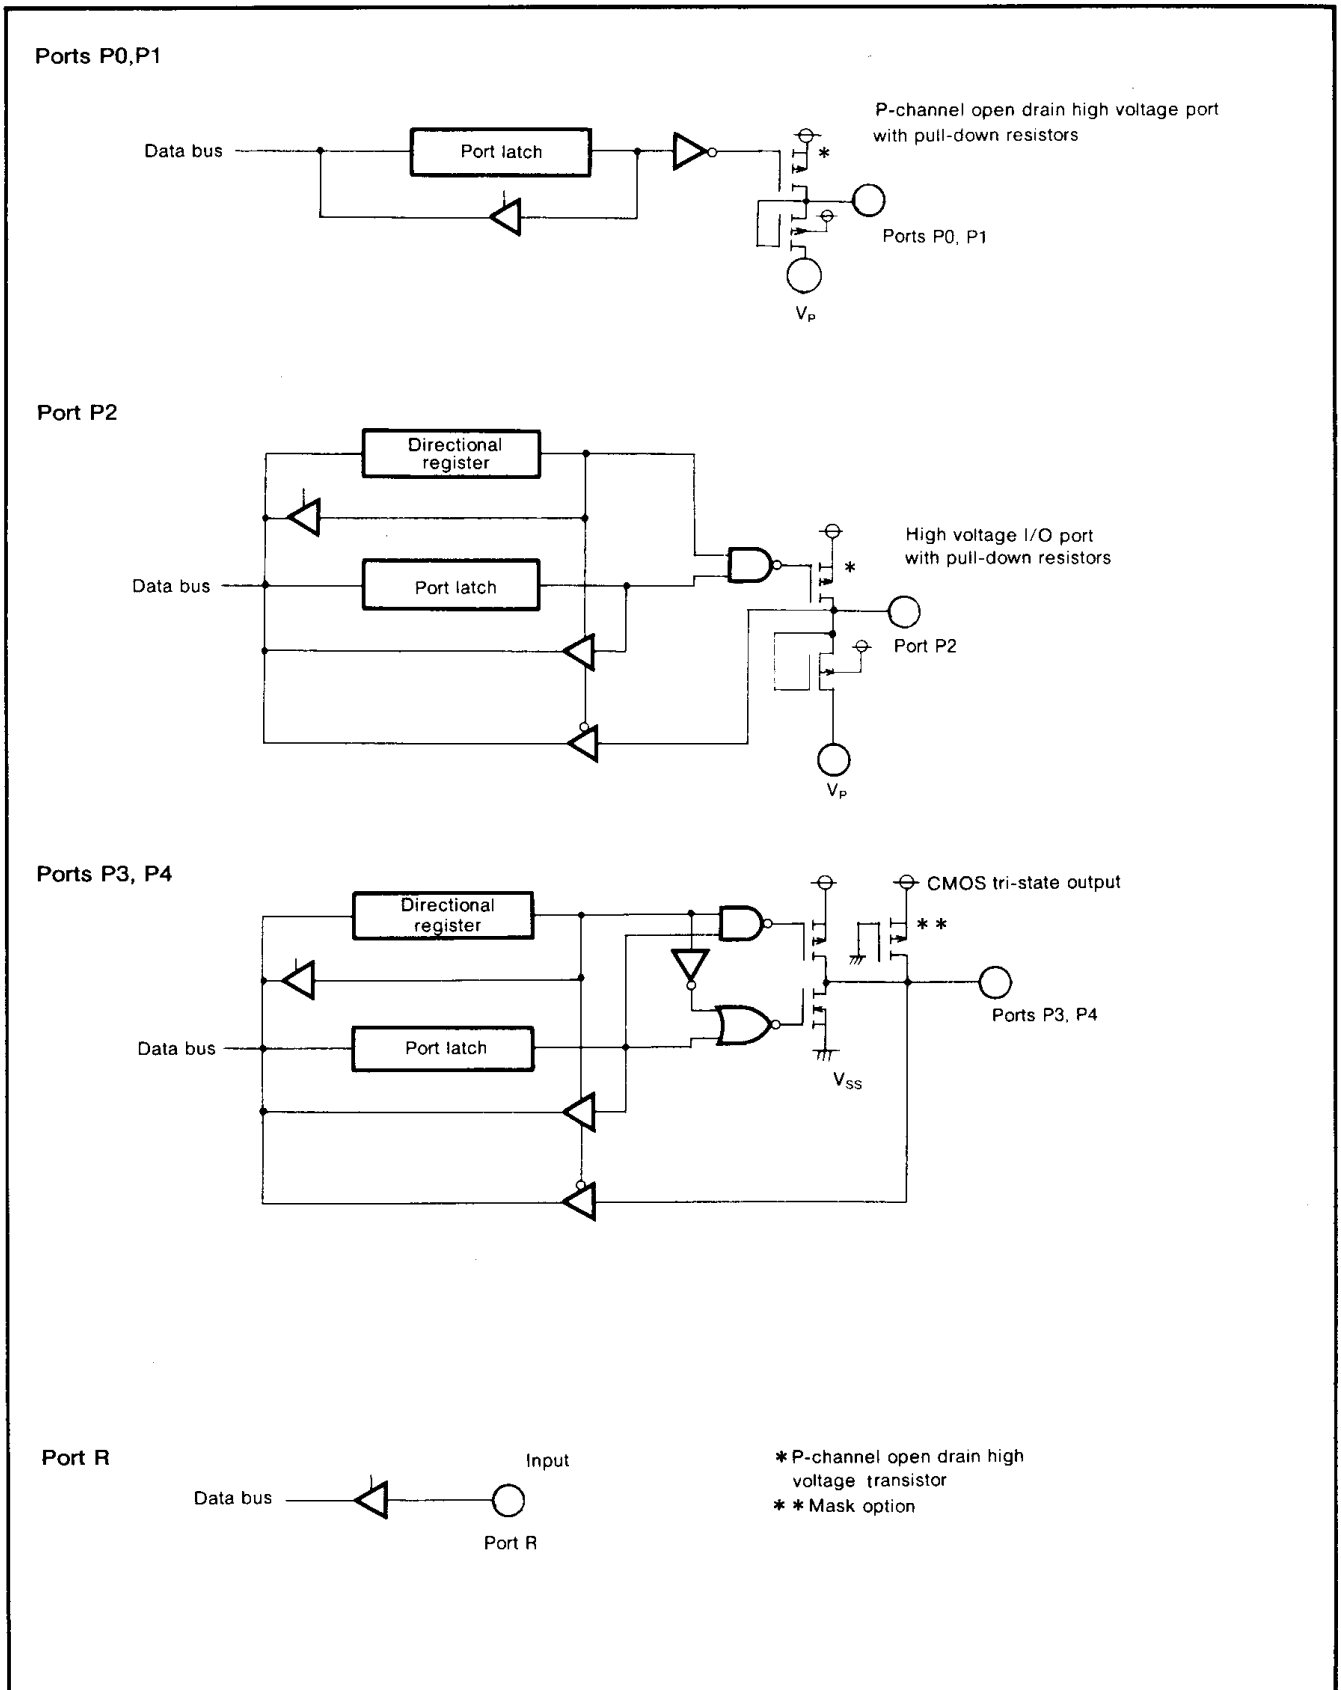 Ports P0,P1
P-channel open drain high voltage port
with pull-down resistors
Data bus
Port latch
*
Ports P0, P1
VP
Port P2
Directional
register
High voltage I/O port
with pull-down resistors
Data bus
Port latch
*
Port P2
VP
Ports P3, P4
Directional
register
CMOS tri-state output
* *
Data bus
Port latch
Ports P3, P4
VSS
Port R
Input
Data bus
Port R
* P-channel open drain high
voltage transistor
* * Mask option